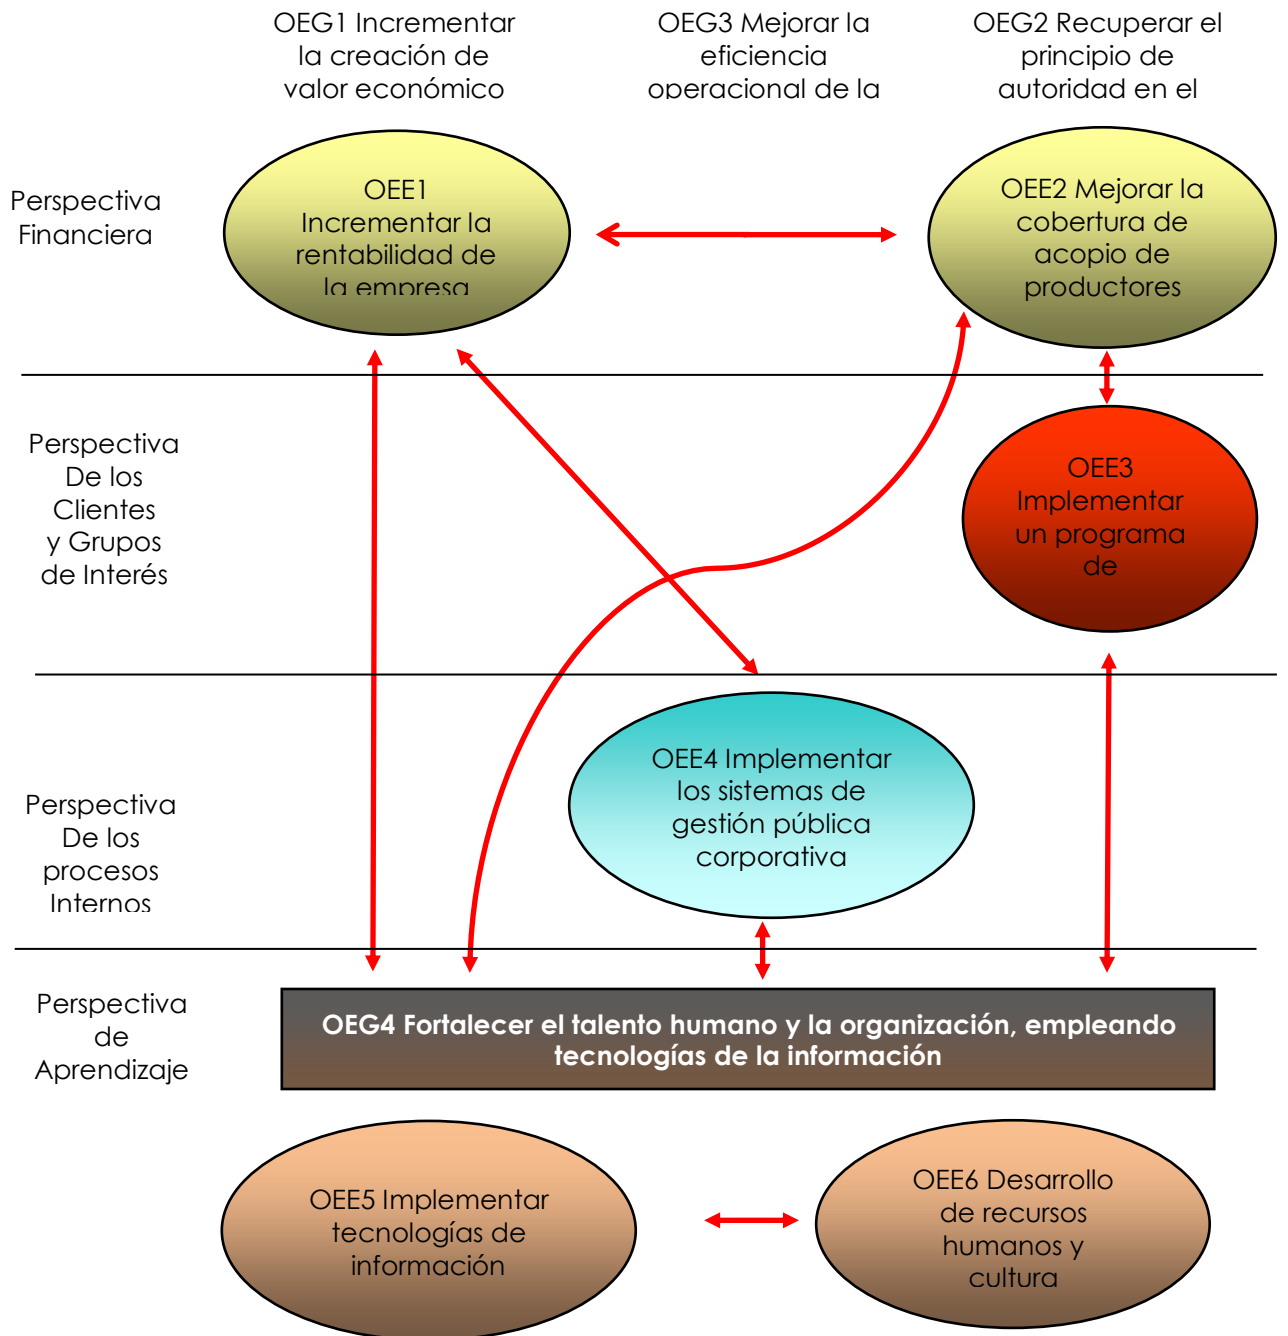 OEG1 Incrementar
la creación de
valor económico
OEG3 Mejorar la
eficiencia
operacional de la
OEG2 Recuperar el
principio de
autoridad en el
Perspectiva
Financiera
OEE1
Incrementar la
rentabilidad de
la empresa
OEE2 Mejorar la
cobertura de
acopio de
productores
Perspectiva
De los
Clientes
y Grupos
de Interés
OEE3
Implementar
un programa
de
Perspectiva
De los
procesos
Internos
OEE4 Implementar
los sistemas de
gestión pública
corporativa
Perspectiva
de
Aprendizaje
OEG4 Fortalecer el talento humano y la organización, empleando
tecnologías de la información
OEE5 Implementar
tecnologías de
información
OEE6 Desarrollo
de recursos
humanos y
cultura